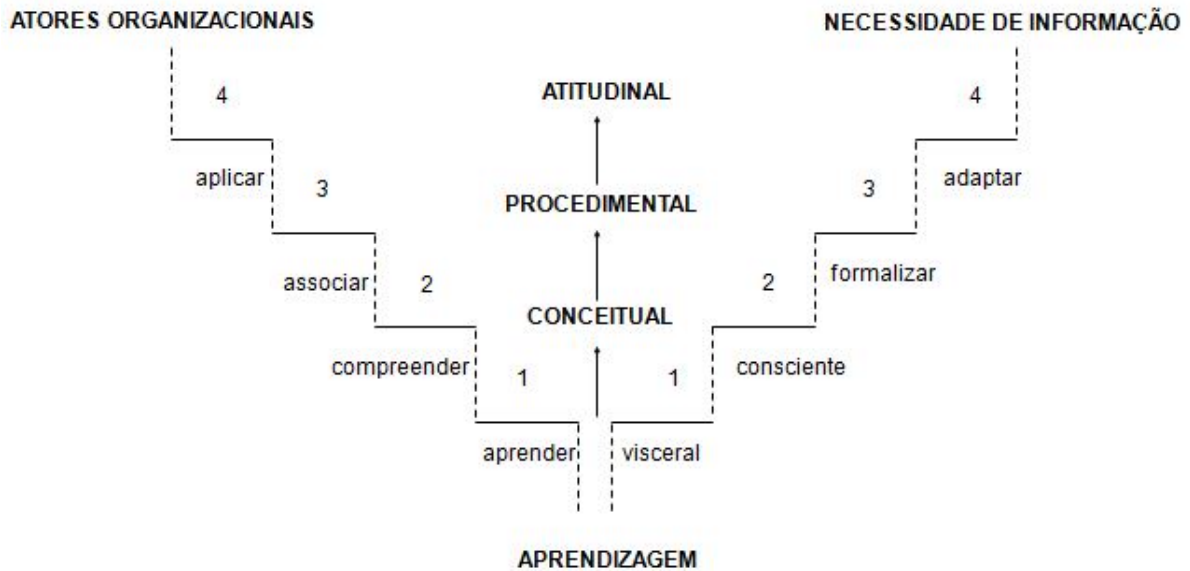 ATORES ORGANIZACIONAIS NECESSIDADE DE INFORMAÇÃO
4 ATITUDINAL 4
aplicar 3 3 adaptar
PROCEDIMENTAL
associar 2 2 formalizar
CONCEITUAL
compreender 1 1 consciente
aprender visceral
APRENDIZAGEM